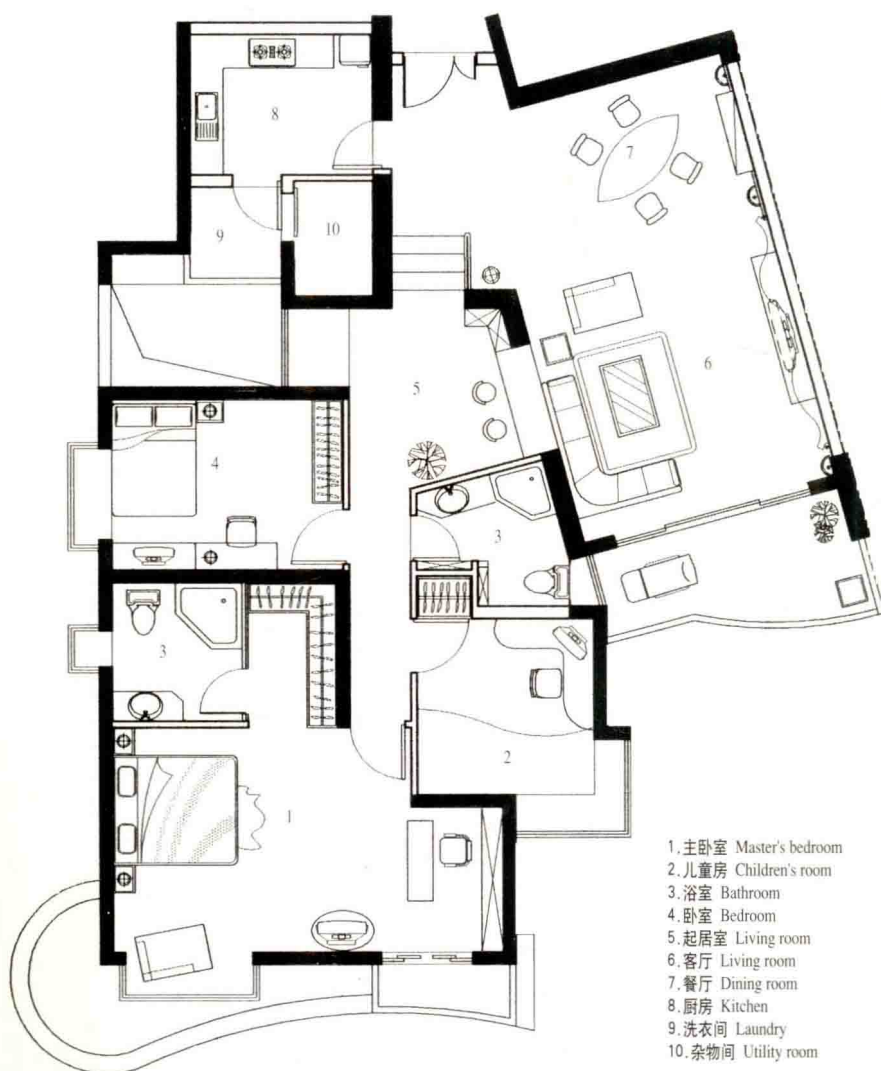 8
7
9
10
6
5
4
3
3
2
1
1.主卧室 Master's bedroom
2.儿童房 Children's room
3.浴室 Bathroom
4.卧室 Bedroom
5.起居室 Living room
6.客厅 Living room
7.餐厅 Dining room
8.厨房 Kitchen
9.洗衣间 Laundry
10.杂物间 Utility room